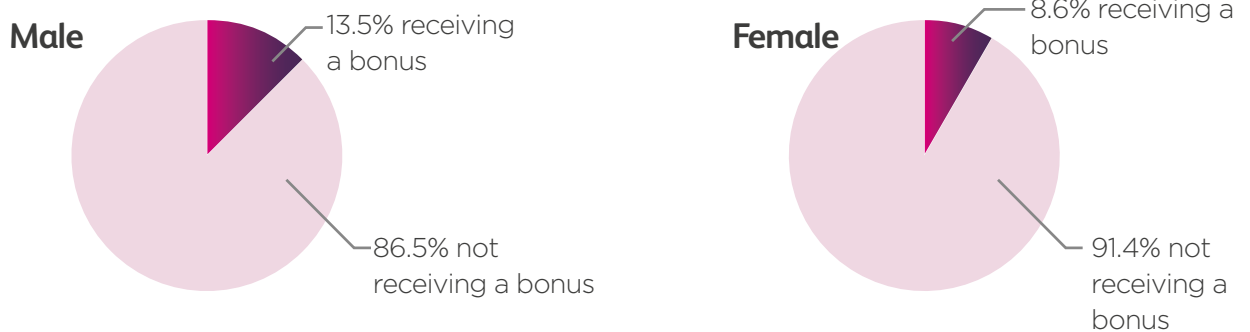 Male
13.5% receiving
a bonus
86.5% not
receiving a bonus
Female
8.6% receiving a
bonus
91.4% not
receiving a
bonus